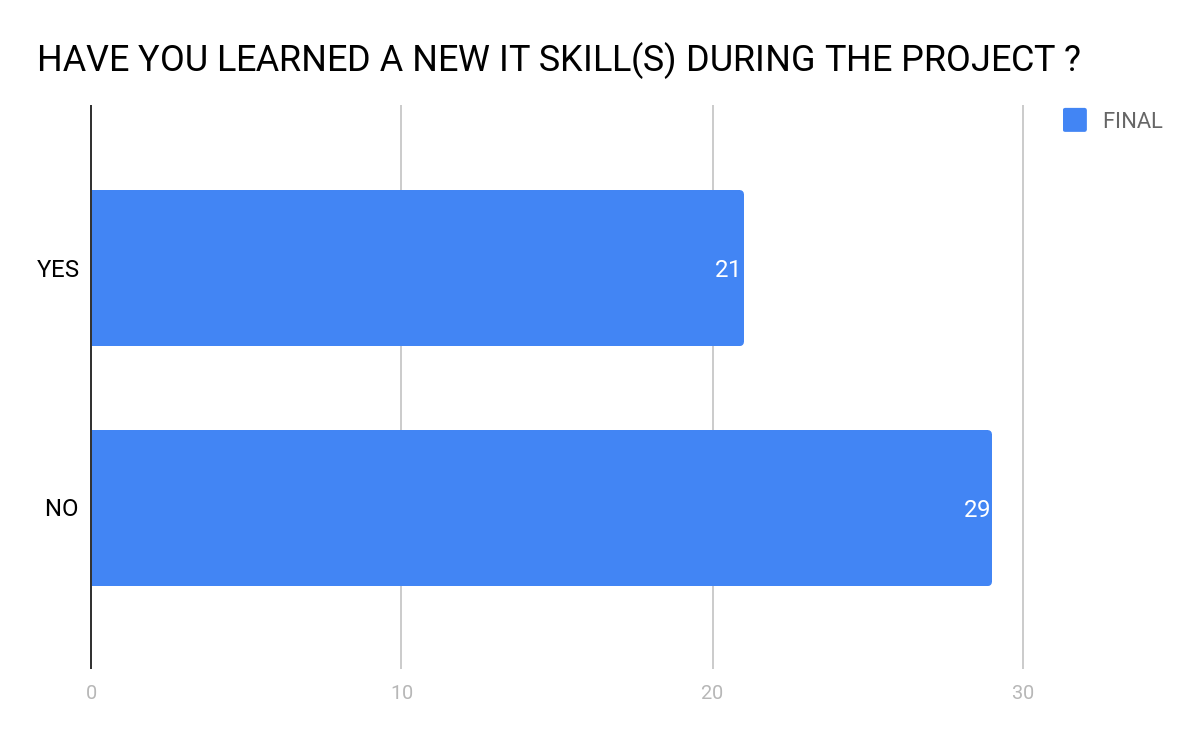 HAVE YOU LEARNED A NEW IT SKILL(S) DURING THE PROJECT ?
FINAL
YES
21
NO
29
0
10
20
30